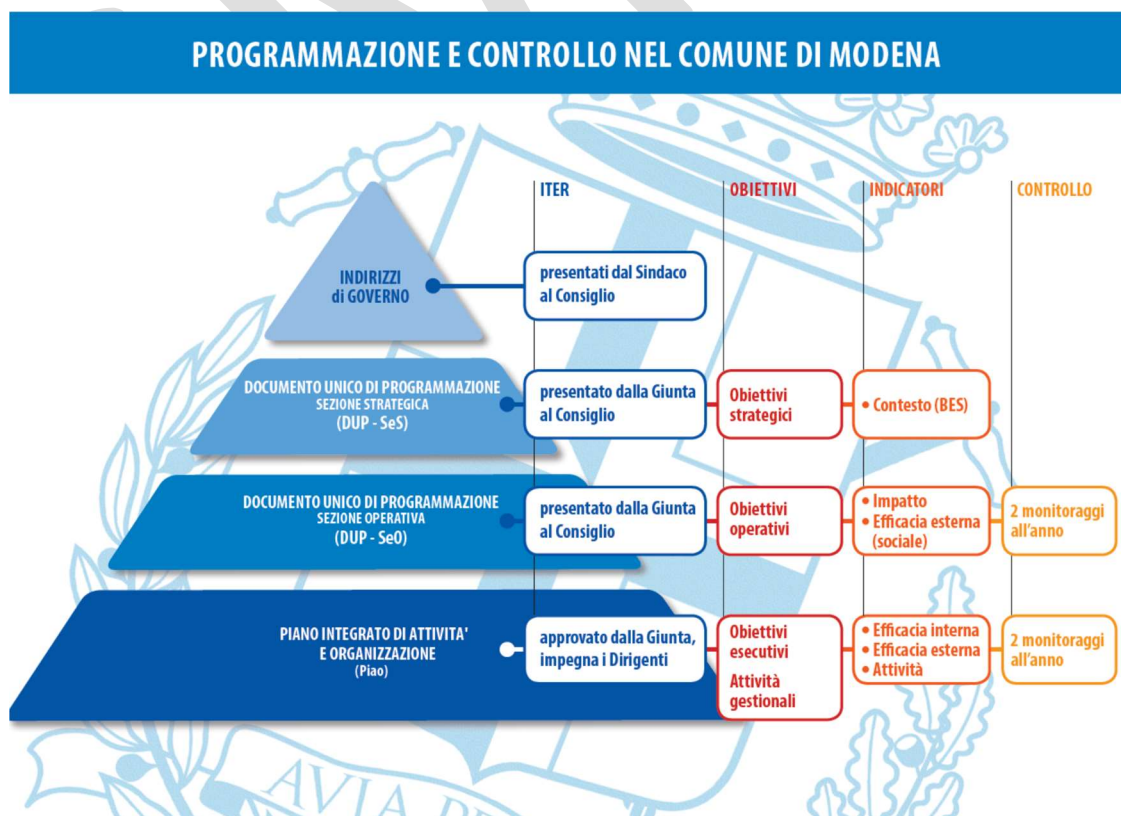 PROGRAMMAZIONE E CONTROLLO NEL COMUNE DI MODENA
ITER
OBIETTIVI
INDICATORI
CONTROLLO
INDIRIZZI
di GOVERNO
presentati dal Sindaco
al Consiglio
DOCUMENTO UNICO DI PROGRAMMAZIONE
SEZIONE STRATEGICA
(DUP - SeS)
presentato dalla Giunta
al Consiglio
Obiettivi
strategici
• Contesto (BES)
DOCUMENTO UNICO DI PROGRAMMAZIONE
SEZIONE OPERATIVA
(DUP - SeO)
presentato dalla Giunta
al Consiglio
Obiettivi
operativi
• Impatto
• Efficacia esterna
(sociale)
2 monitoraggi
all'anno
PIANO INTEGRATO DI ATTIVITA'
E ORGANIZZAZIONE
(Piao)
approvato dalla Giunta,
impegna i Dirigenti
Obiettivi
esecutivi
Attività
gestionali
• Efficacia interna
• Efficacia esterna
• Attività
2 monitoraggi
all'anno
AVIA